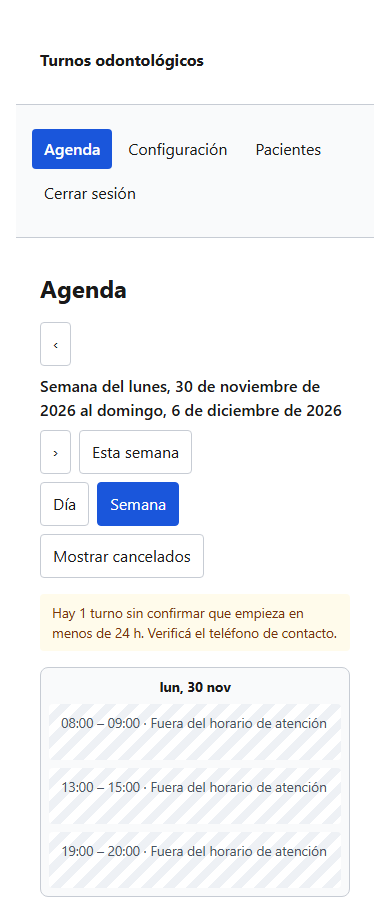 Turnos odontológicos
Agenda Configuración Pacientes
Cerrar sesión
Agenda
‹
Semana del lunes, 30 de noviembre de
2026 al domingo, 6 de diciembre de 2026
› Esta semana
Día Semana
Mostrar cancelados
Hay 1 turno sin confirmar que empieza en
menos de 24 h. Verificá el teléfono de contacto.
lun, 30 nov
08:00 – 09:00 · Fuera del horario de atención
13:00 – 15:00 · Fuera del horario de atención
19:00 – 20:00 · Fuera del horario de atención